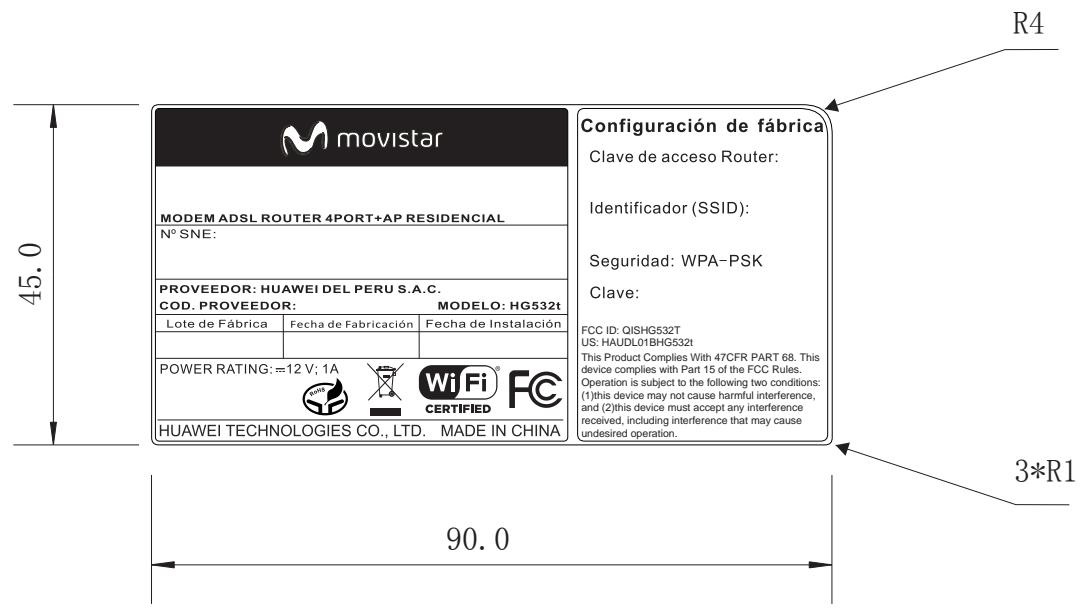 R4
movistar
MODEM ADSL ROUTER 4PORT+AP RESIDENCIAL
Nº SNE:
PROVEEDOR: HUAWEI DEL PERU S.A.C.
COD. PROVEEDOR: MODELO: HG532t
Lote de Fábrica Fecha de Fabricación Fecha de Instalación
POWER RATING: ⎓12 V; 1A
RoHS
Wi Fi®
CERTIFIED
FC
HUAWEI TECHNOLOGIES CO., LTD. MADE IN CHINA
Configuración de fábrica
Clave de acceso Router:
Identificador (SSID):
Seguridad: WPA-PSK
Clave:
FCC ID: QISHG532T
US: HAUDL01BHG532t
This Product Complies With 47CFR PART 68. This
device complies with Part 15 of the FCC Rules.
Operation is subject to the following two conditions:
(1)this device may not cause harmful interference,
and (2)this device must accept any interference
received, including interference that may cause
undesired operation.
45.0
3*R1
90.0